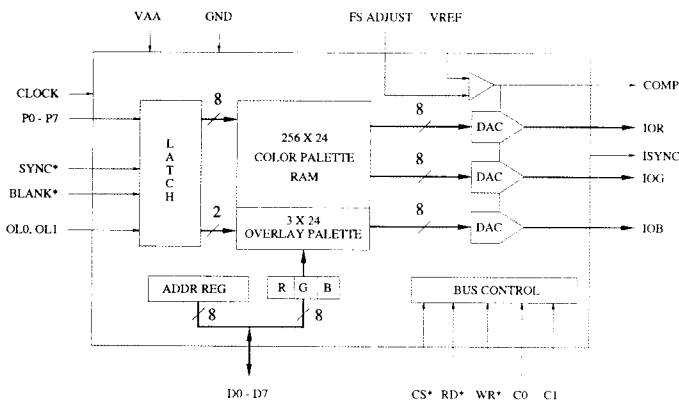 VAA GND FS ADJUST VREF
CLOCK
COMP
P0 - P7
8
8
DAC
IOR
L
A
T
C
H
256 X 24
COLOR PALETTE
RAM
ISYNC
SYNC*
8
DAC
IOG
BLANK*
2
3 X 24
OVERLAY PALETTE
8
DAC
IOB
OL0, OL1
ADDR REG
R G B
BUS CONTROL
8
8
D0 - D7
CS* RD* WR* C0 C1